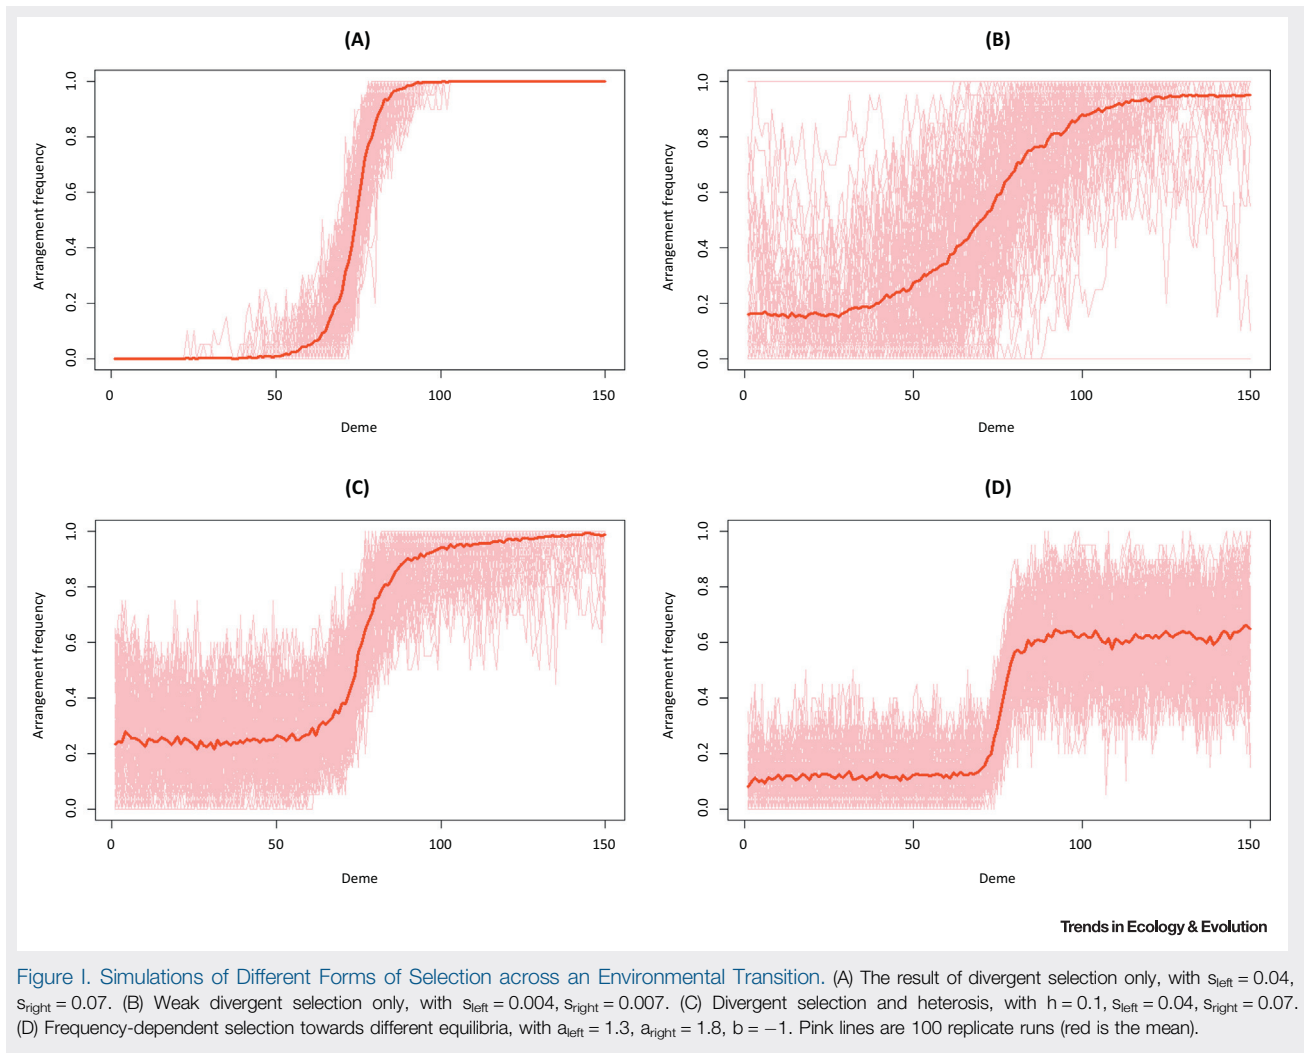 (A)
(B)
Arrangement frequency
0.0 0.2 0.4 0.6 0.8 1.0
0 50 100 150
Deme
Arrangement frequency
0.0 0.2 0.4 0.6 0.8 1.0
0 50 100 150
Deme
(C)
(D)
Arrangement frequency
0.0 0.2 0.4 0.6 0.8 1.0
0 50 100 150
Deme
Arrangement frequency
0.0 0.2 0.4 0.6 0.8 1.0
0 50 100 150
Deme
Trends in Ecology & Evolution
Figure I. Simulations of Different Forms of Selection across an Environmental Transition. (A) The result of divergent selection only, with sleft = 0.04,
sright = 0.07. (B) Weak divergent selection only, with sleft = 0.004, sright = 0.007. (C) Divergent selection and heterosis, with h = 0.1, sleft = 0.04, sright = 0.07.
(D) Frequency-dependent selection towards different equilibria, with aleft = 1.3, aright = 1.8, b = −1. Pink lines are 100 replicate runs (red is the mean).